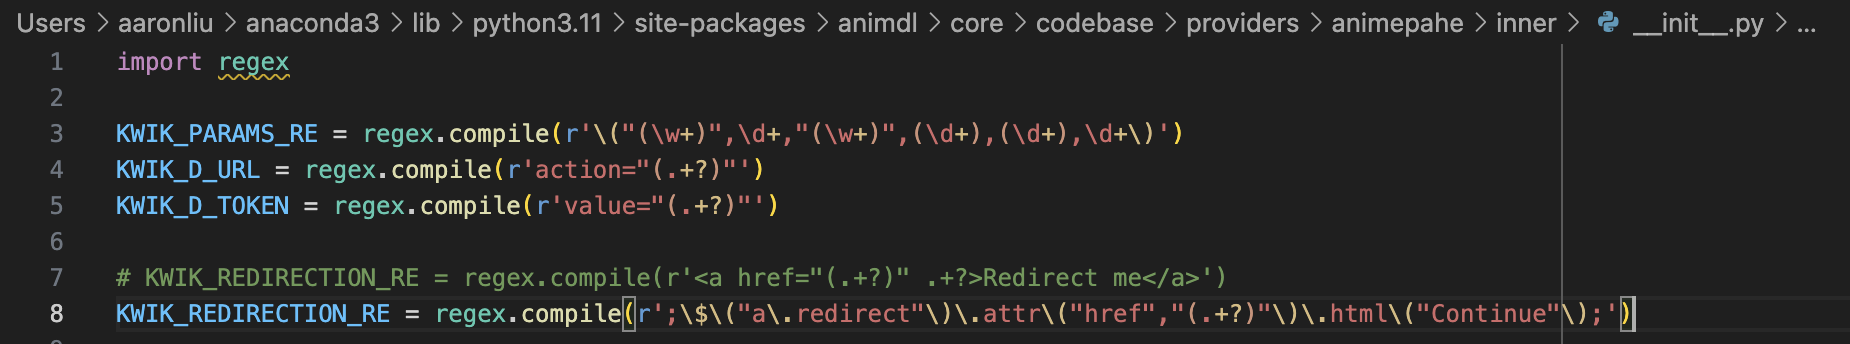 Users > aaronliu > anaconda3 > lib > python3.11 > site-packages > animdl > core > codebase > providers > animepahe > inner > __init__.py > ...
1 import regex
2
3 KWIK_PARAMS_RE = regex.compile(r'\("(\w+)",\d+,"(\w+)",(\d+),(\d+),\d+\)')
4 KWIK_D_URL = regex.compile(r'action="(.+?)"')
5 KWIK_D_TOKEN = regex.compile(r'value="(.+?)"')
6
7 # KWIK_REDIRECTION_RE = regex.compile(r'<a href="(.+?)" .+?>Redirect me</a>')
8 KWIK_REDIRECTION_RE = regex.compile(r';\$\("a\.redirect"\)\.attr\("href","(.+?)"\)\.html\("Continue"\);')